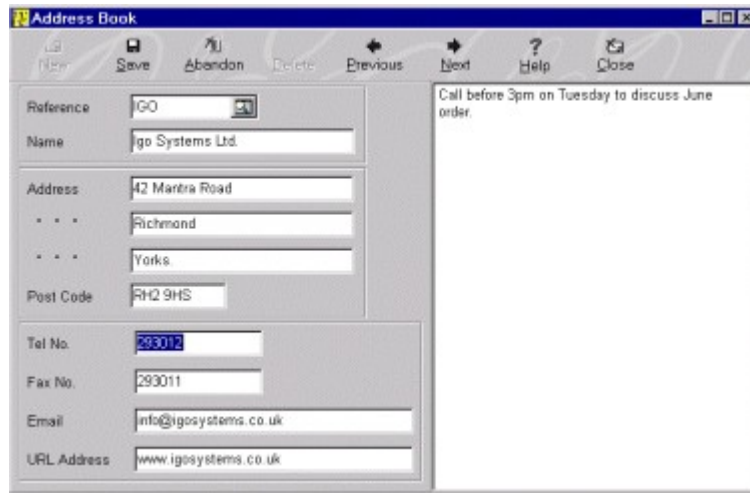 Address Book
New Save Abandon Delete Previous Next Help Close
Reference IGO
Name Igo Systems Ltd.
Address 42 Mantra Road
. . . Richmond
. . . Yorks.
Post Code RH2 9HS
Tel No. 293012
Fax No. 293011
Email info@igosystems.co.uk
URL Address www.igosystems.co.uk
Call before 3pm on Tuesday to discuss June
order.